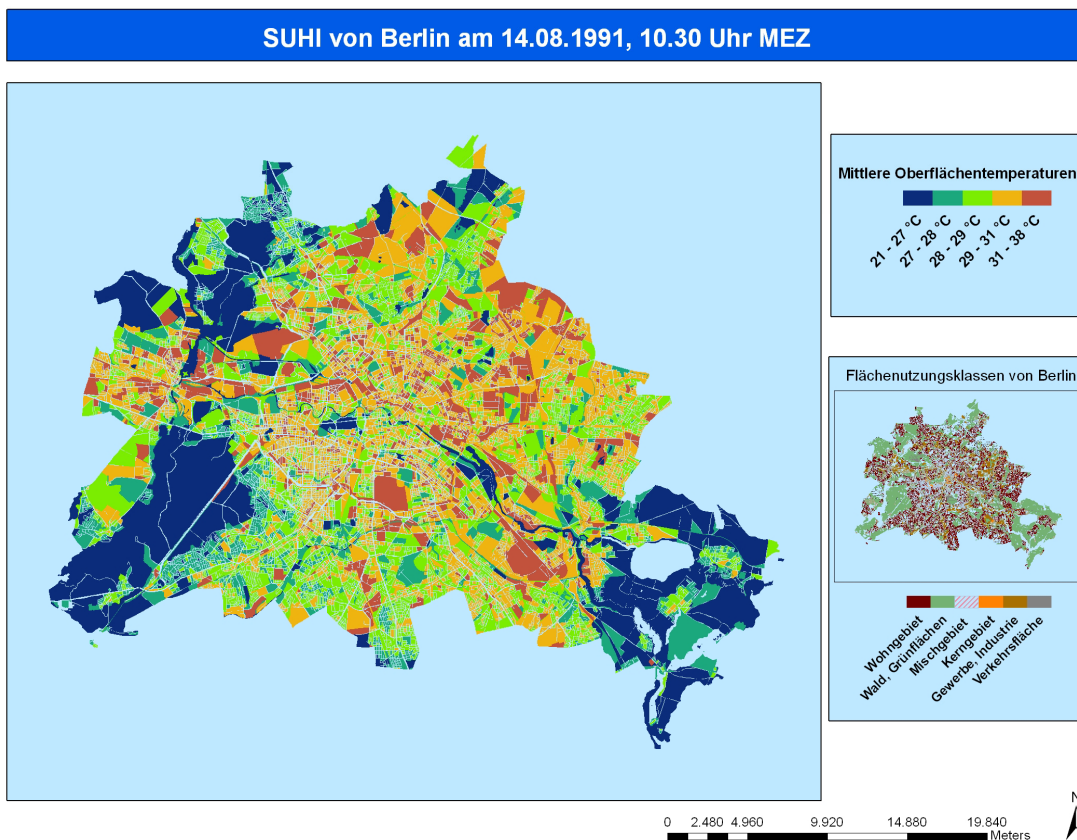 SUHI von Berlin am 14.08.1991, 10.30 Uhr MEZ
Mittlere Oberflächentemperaturen
21 - 27 °C
27 - 28 °C
28 - 29 °C
29 - 31 °C
31 - 38 °C
Flächenutzungsklassen von Berlin
Wohngebiet
Wald, Grünflächen
Mischgebiet
Kerngebiet
Gewerbe, Industrie
Verkehrsfläche
N
0 2.480 4.960 9.920 14.880 19.840
Meters